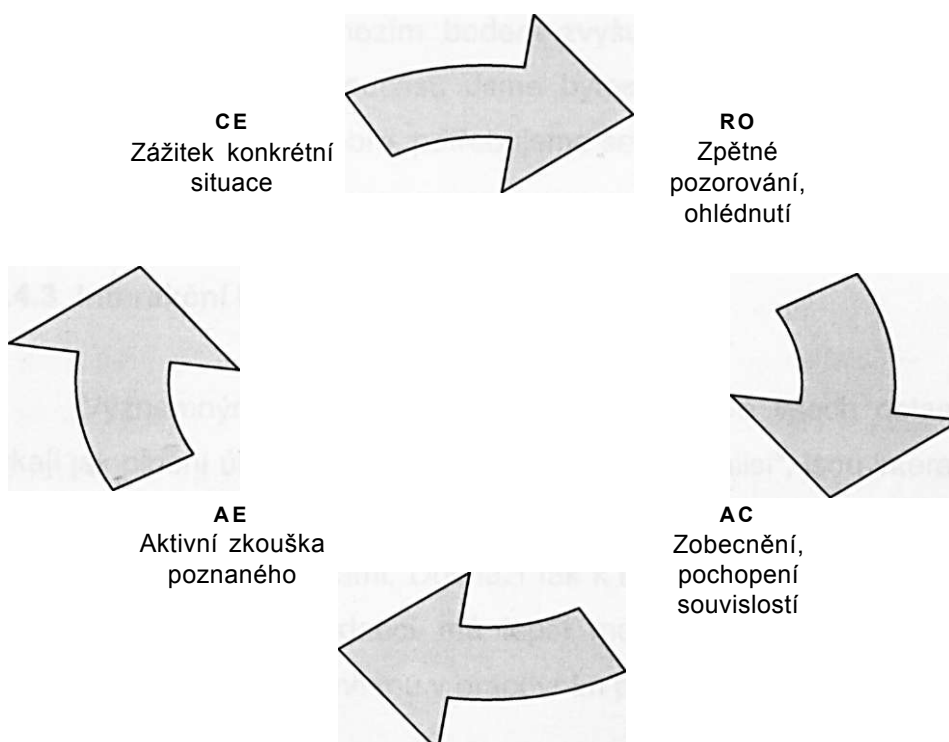 CE
Zážitek konkrétní
situace
RO
Zpětné
pozorování,
ohlédnutí
AC
Zobecnění,
pochopení
souvislostí
AE
Aktivní zkouška
poznaného